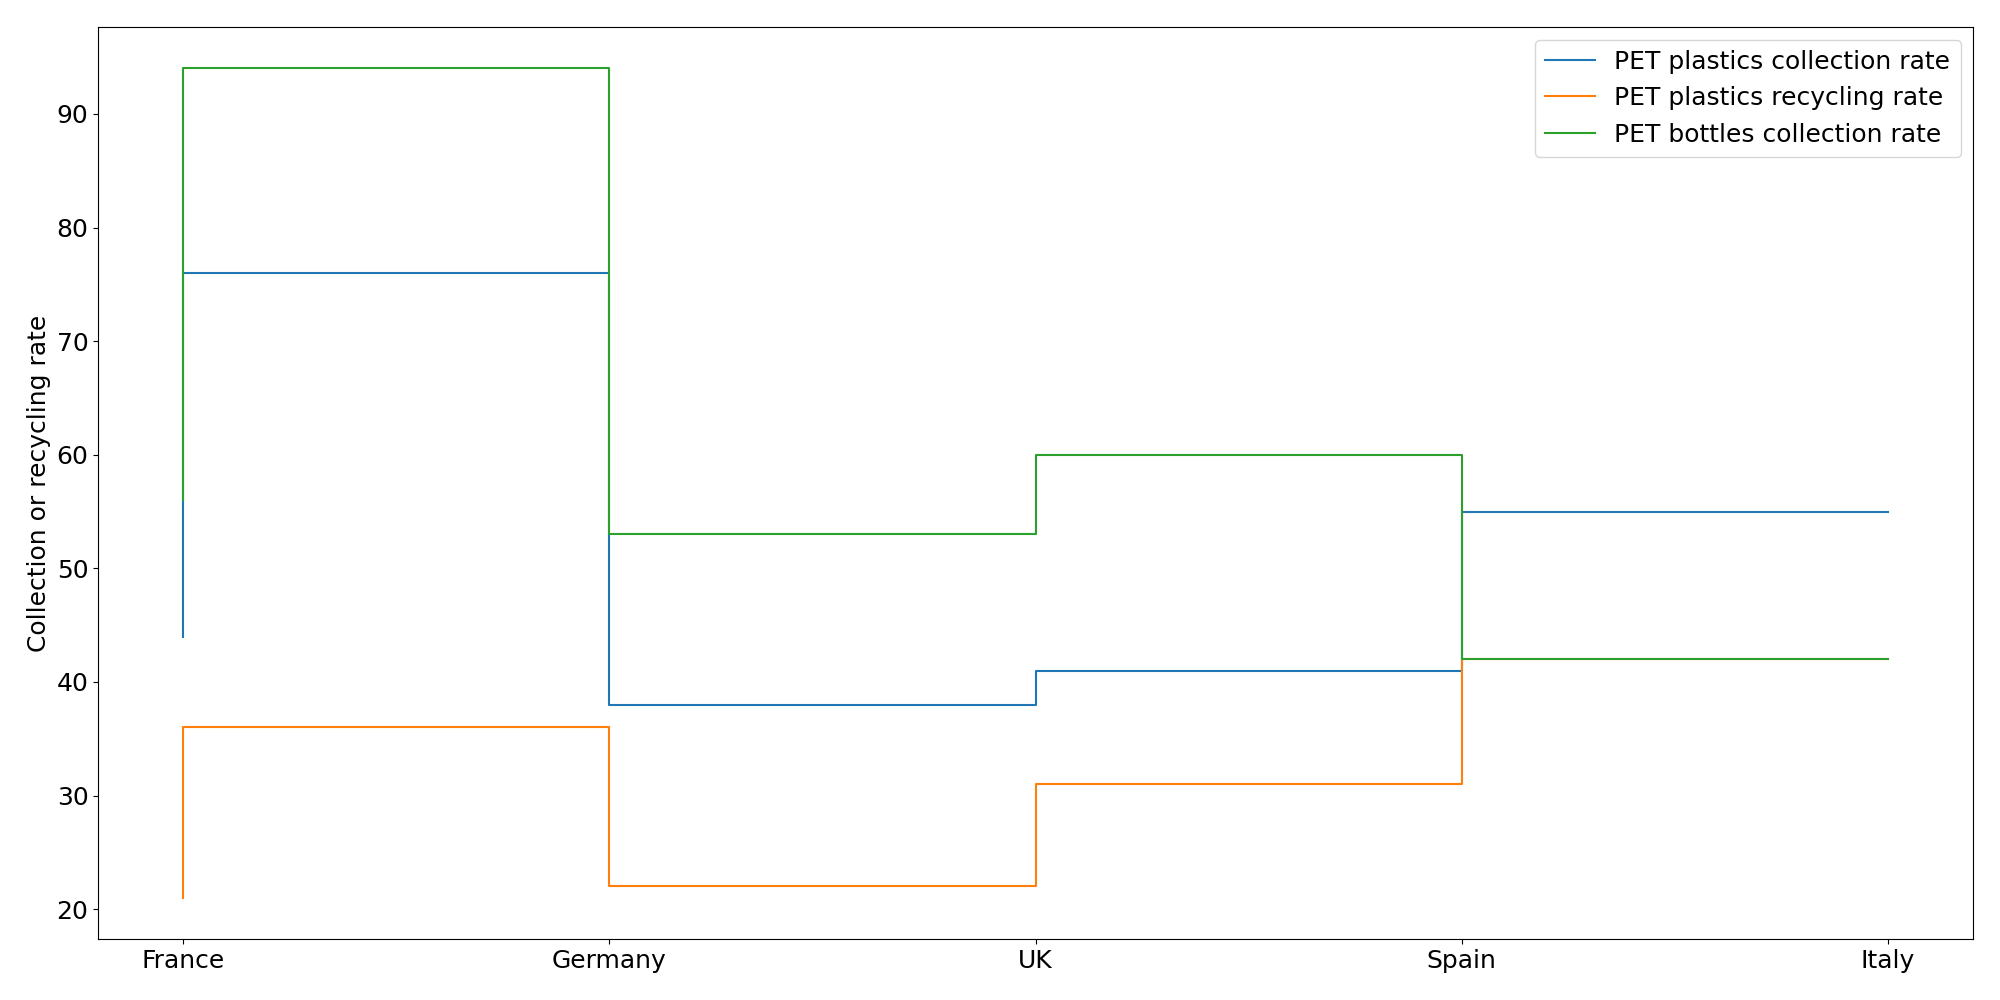 PET plastics collection rate
PET plastics recycling rate
PET bottles collection rate
Collection or recycling rate
90
80
70
60
50
40
30
20
France
Germany
UK
Spain
Italy